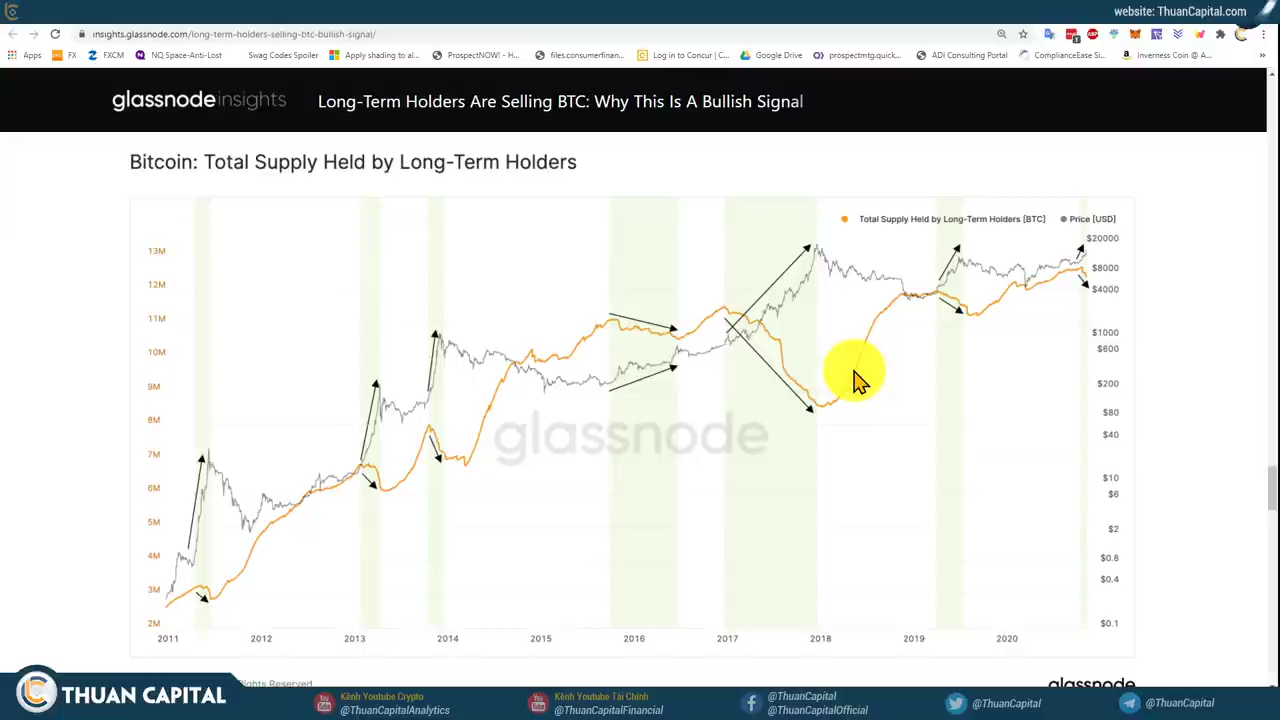 website: ThuanCapital.com
insights.glassnode.com/long-term-holders-selling-btc-bullish-signal/
Apps FX FXCM NQ Space-Anti-Lost Swag Codes Spoiler Apply shading to al... ProspectNOW! - H... files.consumerfinan... Log in to Concur | C... Google Drive prospectmtg.quick... ADI Consulting Portal ComplianceEase Si... Inverness Coin @ A... »
glassnodeinsights Long-Term Holders Are Selling BTC: Why This Is A Bullish Signal
Bitcoin: Total Supply Held by Long-Term Holders
Total Supply Held by Long-Term Holders [BTC] Price [USD]
$20000
13M
$8000
12M
$4000
11M
$1000
10M
$600
9M
$200
8M
$80
glassnode
$40
7M
$10
6M
$6
5M
$2
4M
$0.8
3M
$0.4
2M
$0.1
2011 2012 2013 2014 2015 2016 2017 2018 2019 2020
ghts Reserved
glassnode
THUAN CAPITAL
Kênh Youtube Crypto
@ThuanCapitalAnalytics
Kênh Youtube Tài Chính
@ThuanCapitalFinancial
@ThuanCapital
@ThuanCapitalOfficial
@ThuanCapital
@ThuanCapital